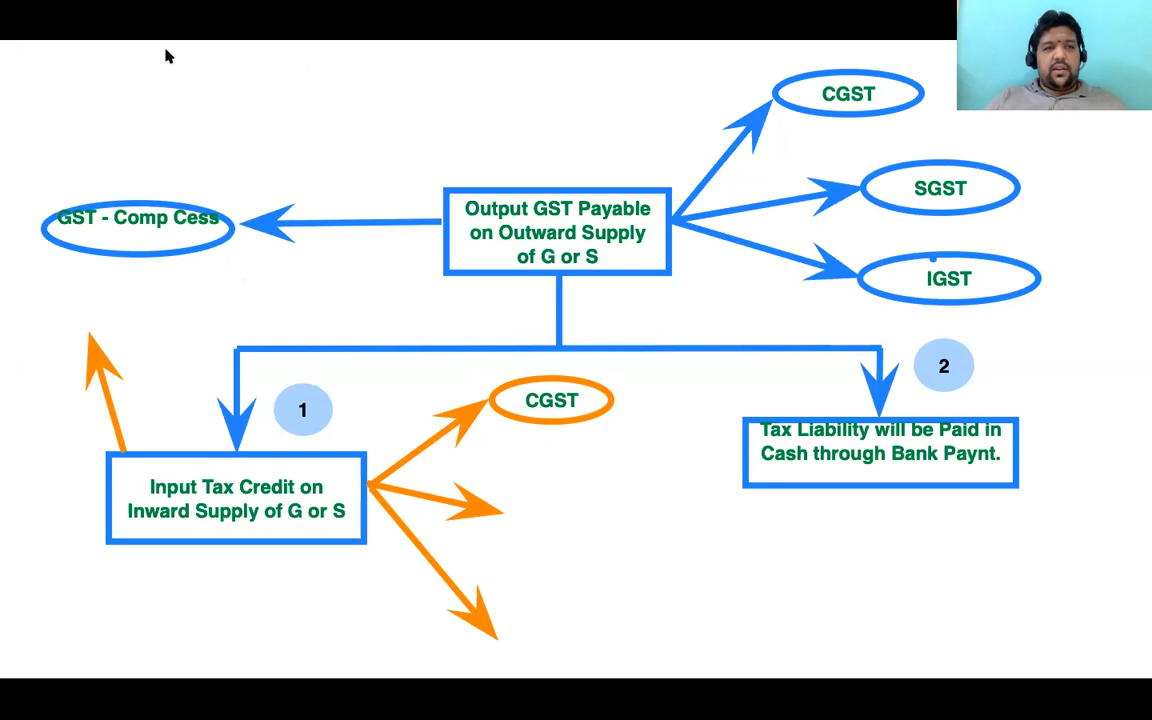 CGST
SGST
Output GST Payable
on Outward Supply
of G or S
GST - Comp Cess
IGST
2
1
CGST
Tax Liability will be Paid in
Cash through Bank Paynt.
Input Tax Credit on
Inward Supply of G or S